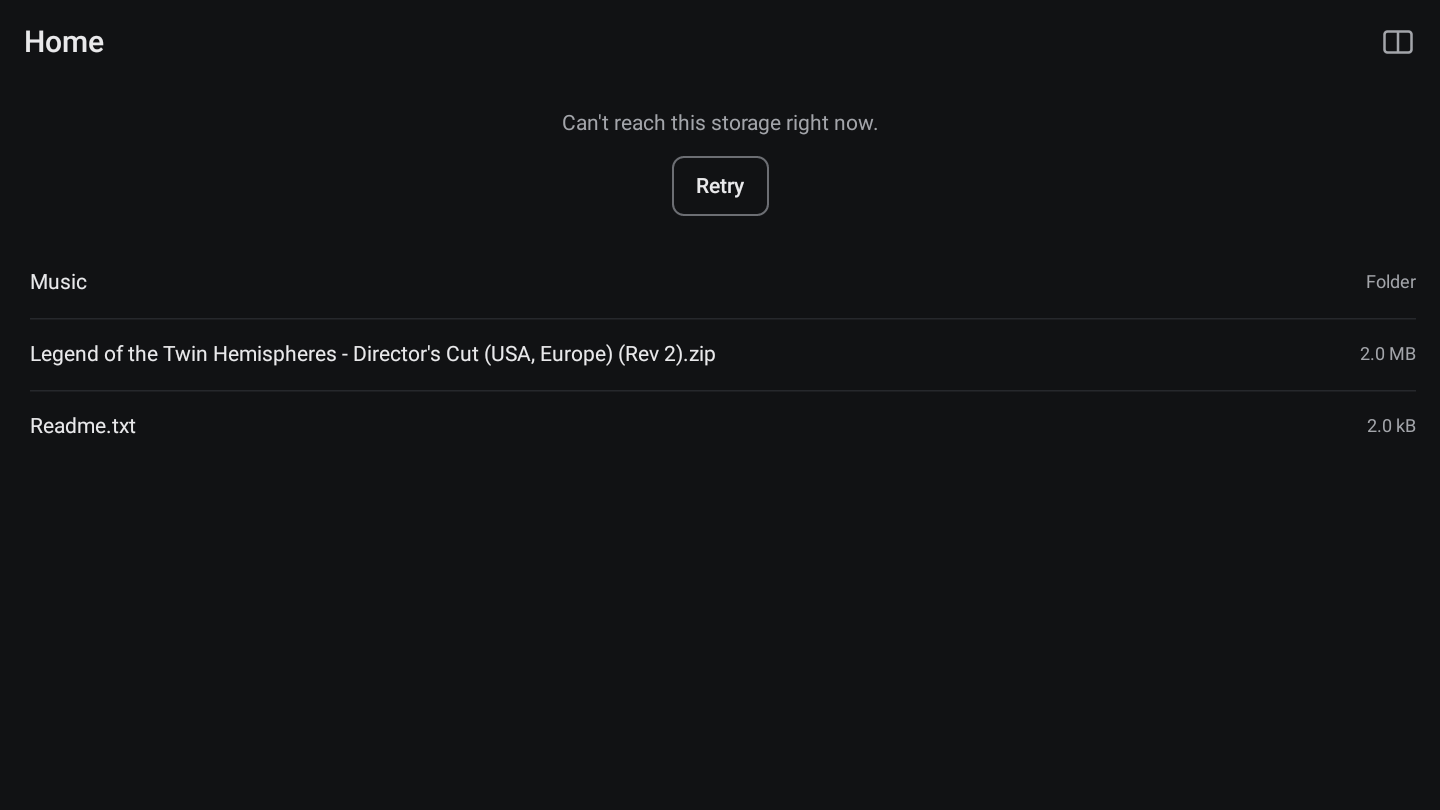 Home
Can't reach this storage right now.
Retry
Music Folder
Legend of the Twin Hemispheres - Director's Cut (USA, Europe) (Rev 2).zip 2.0 MB
Readme.txt 2.0 kB